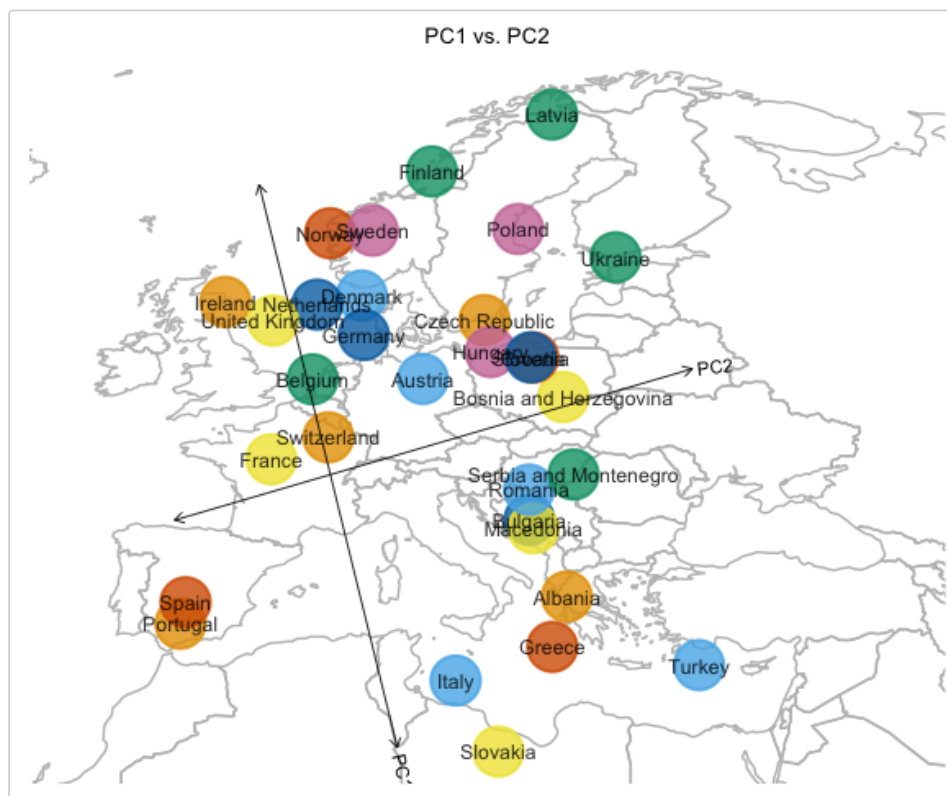 PC1 vs. PC2
Latvia
Finland
Norway
Sweden
Poland
Ukraine
Ireland
Netherlands
Denmark
United Kingdom
Germany
Czech Republic
Hungary
Slovenia
Belgium
Austria
PC2
Bosnia and Herzegovina
Switzerland
France
Serbia and Montenegro
Romania
Bulgaria
Macedonia
Spain
Portugal
Albania
Greece
Italy
Turkey
Slovakia